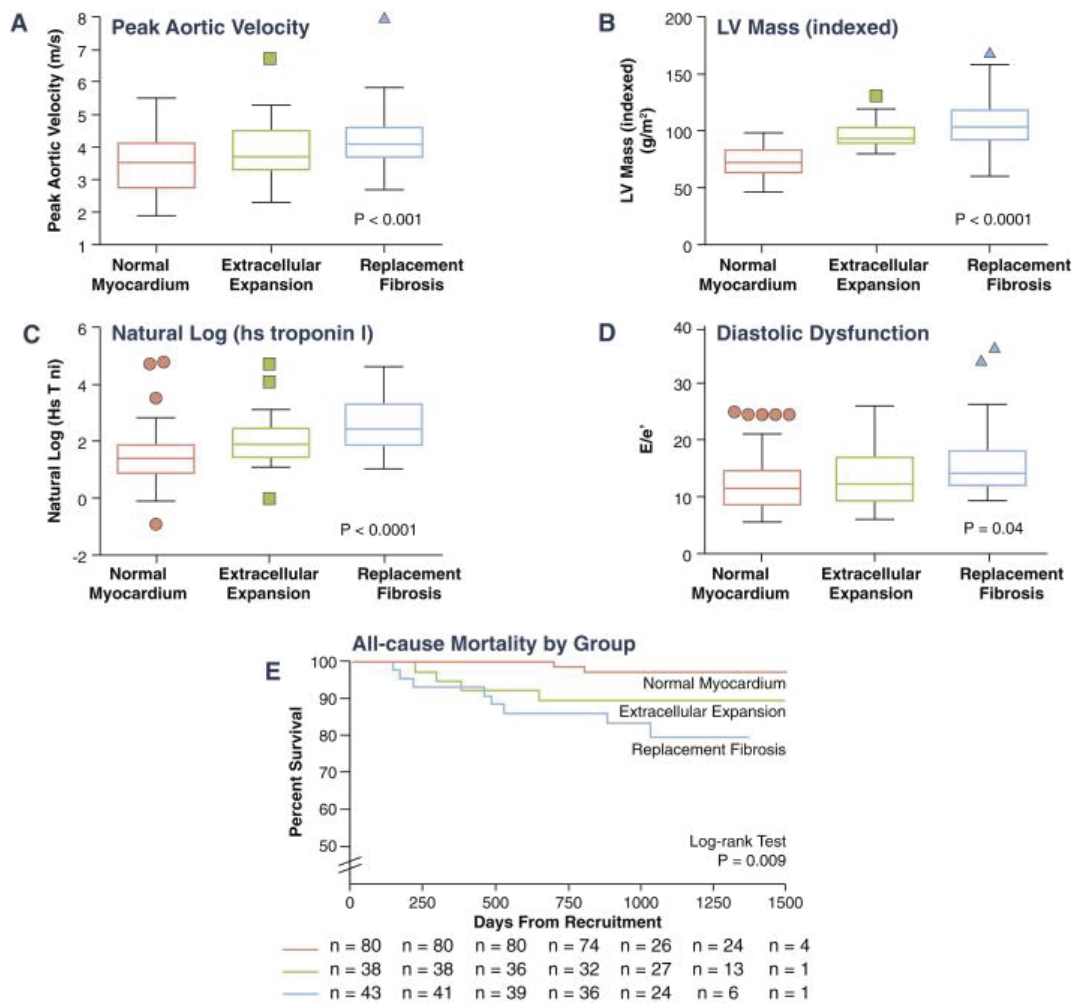 A Peak Aortic Velocity
Peak Aortic Velocity (m/s)
8
7
6
5
4
3
2
1
P < 0.001
Normal Myocardium
Extracellular Expansion
Replacement Fibrosis
B LV Mass (indexed)
LV Mass (indexed)
(g/m²)
200
150
100
50
0
P < 0.0001
Normal Myocardium
Extracellular Expansion
Replacement Fibrosis
C Natural Log (hs troponin I)
Natural Log (Hs T ni)
6
4
2
0
-2
P < 0.0001
Normal Myocardium
Extracellular Expansion
Replacement Fibrosis
D Diastolic Dysfunction
E/e'
40
30
20
10
0
P = 0.04
Normal Myocardium
Extracellular Expansion
Replacement Fibrosis
E All-cause Mortality by Group
Percent Survival
100
90
80
70
60
50
Normal Myocardium
Extracellular Expansion
Replacement Fibrosis
Log-rank Test
P = 0.009
0 250 500 750 1000 1250 1500
Days From Recruitment
n = 80 n = 80 n = 80 n = 74 n = 26 n = 24 n = 4
n = 38 n = 38 n = 36 n = 32 n = 27 n = 13 n = 1
n = 43 n = 41 n = 39 n = 36 n = 24 n = 6 n = 1